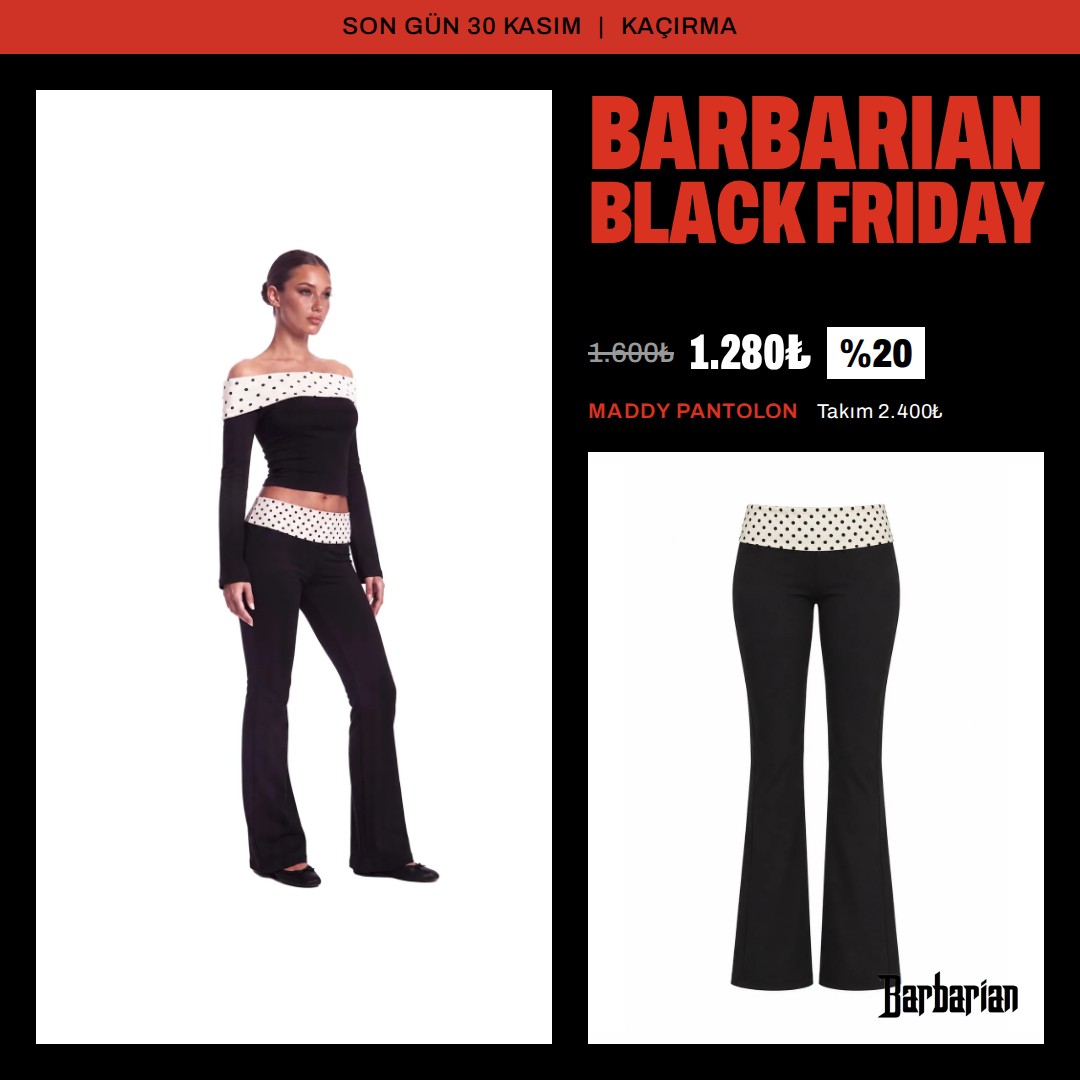 SON GÜN 30 KASIM | KAÇIRMA
BARBARIAN
BLACK FRIDAY
1.600₺ 1.280₺ %20
MADDY PANTOLON Takım 2.400₺
Barbarian